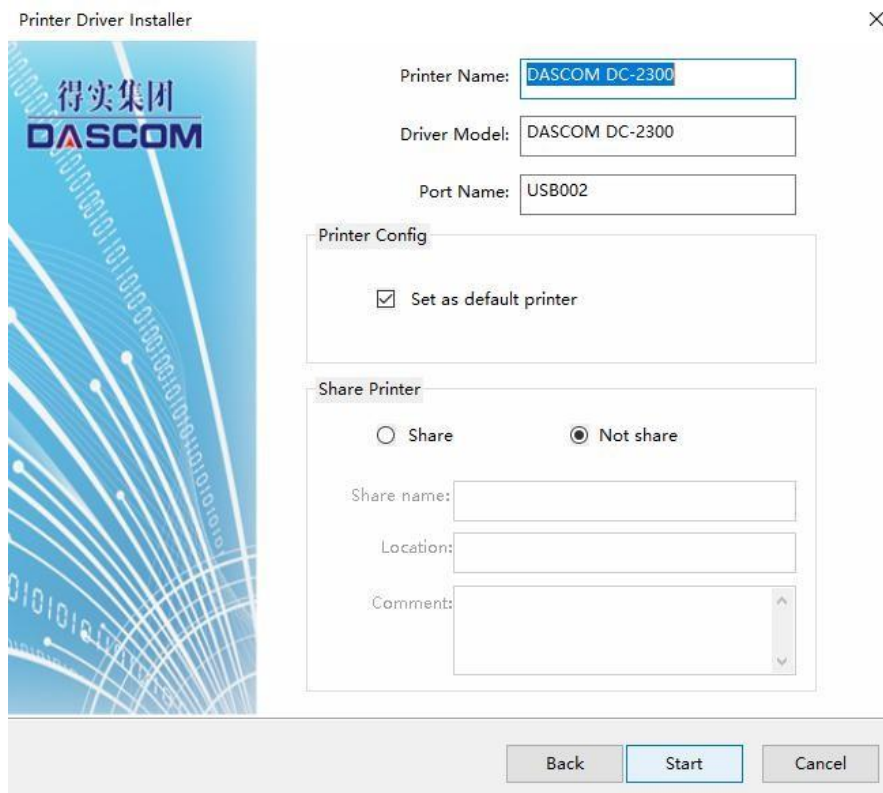 Printer Driver Installer
得实集团
DASCOM
Printer Name: DASCOM DC-2300
Driver Model: DASCOM DC-2300
Port Name: USB002
Printer Config
Set as default printer
Share Printer
Share Not share
Share name:
Location:
Comment:
Back Start Cancel